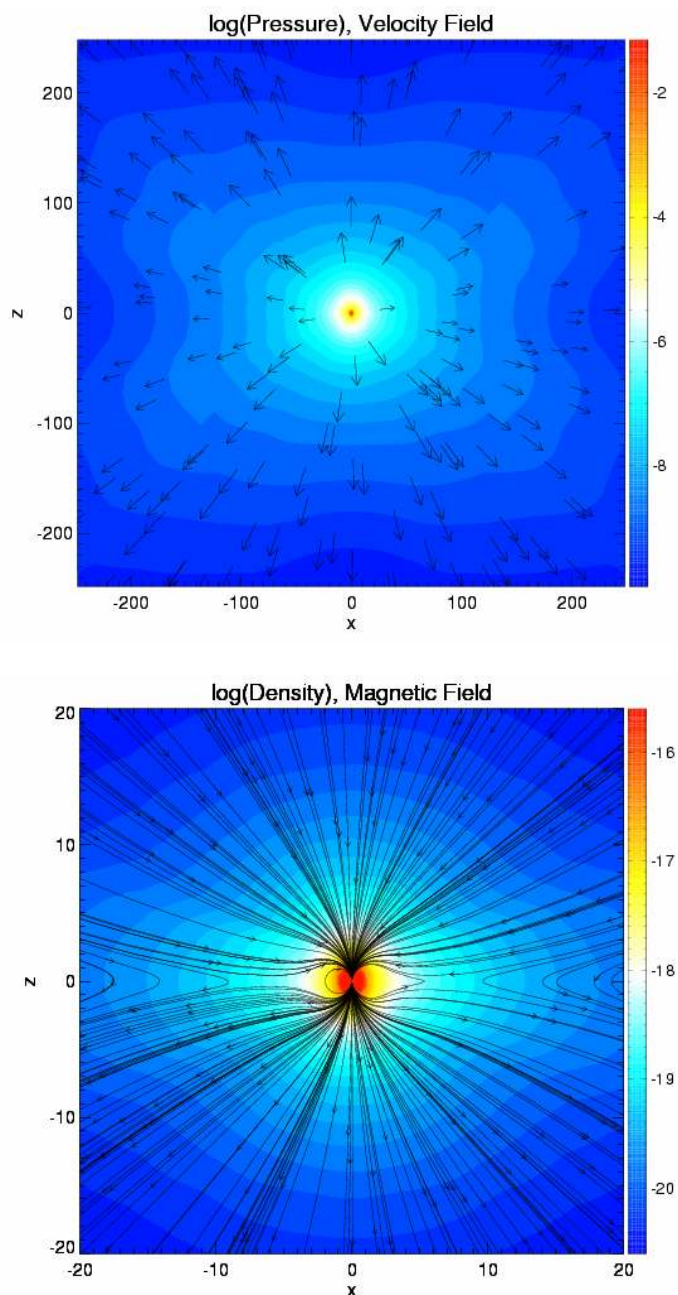 log(Pressure), Velocity Field
200
100
0
-100
-200
z
-200 -100 0 100 200
x
-2
-4
-6
-8
log(Density), Magnetic Field
20
10
0
-10
-20
z
-20 -10 0 10 20
x
-16
-17
-18
-19
-20